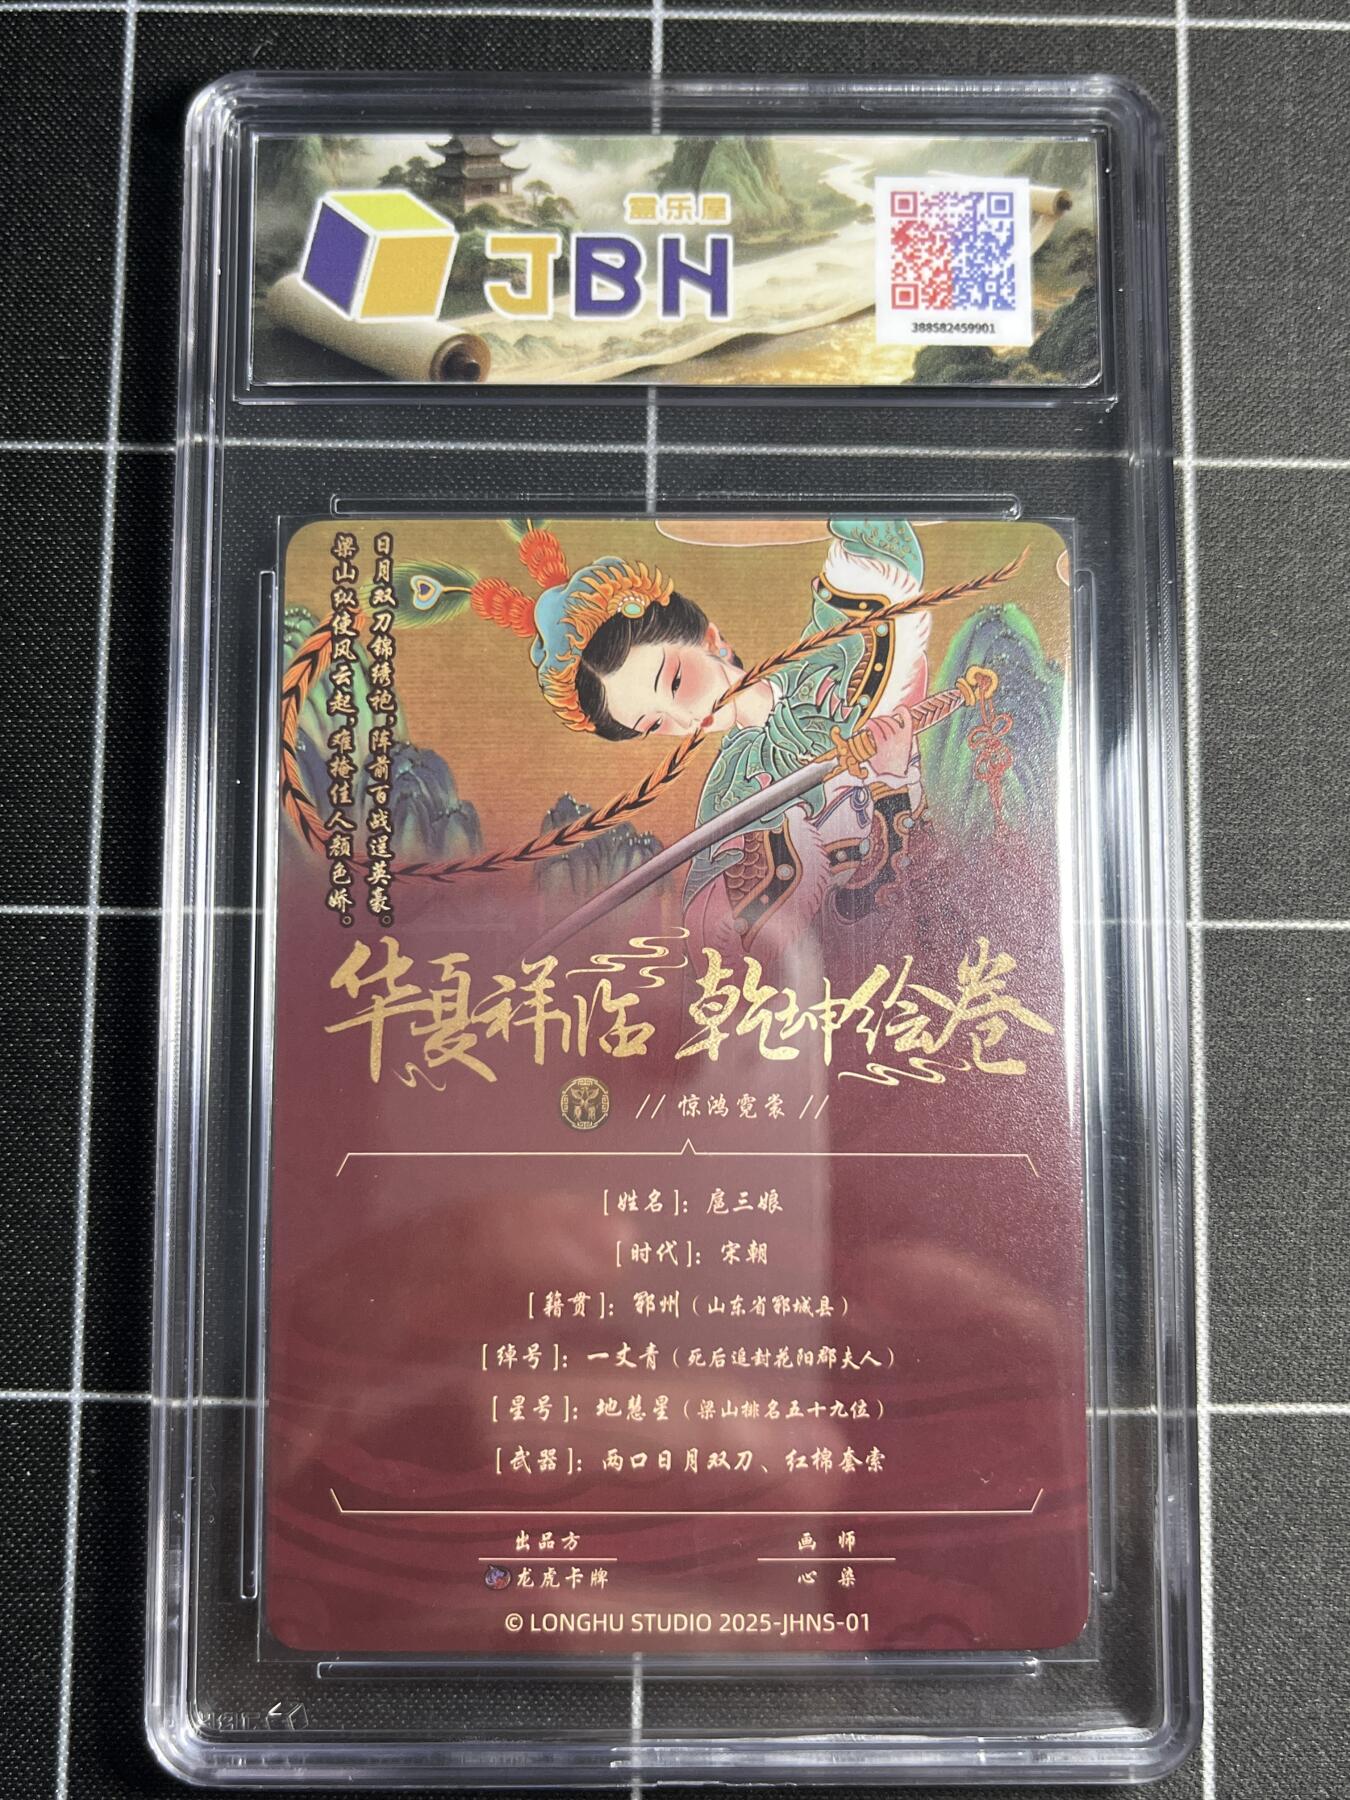 富乐屋
JBH
388582459901
日月双刀锦绣袍，阵前百战逞英豪。
梁山纵使风云起，难掩佳人颜色娇。
华夏祥临 乾坤绘卷
// 惊鸿霓裳 //
[姓名]：扈三娘
[时代]：宋朝
[籍贯]：郓州（山东省郓城县）
[绰号]：一丈青（死后追封花阳郡夫人）
[星号]：地慧星（梁山排名五十九位）
[武器]：两口日月双刀、红棉套索
出品方 画 师
龙虎卡牌 心 染
© LONGHU STUDIO 2025-JHNS-01